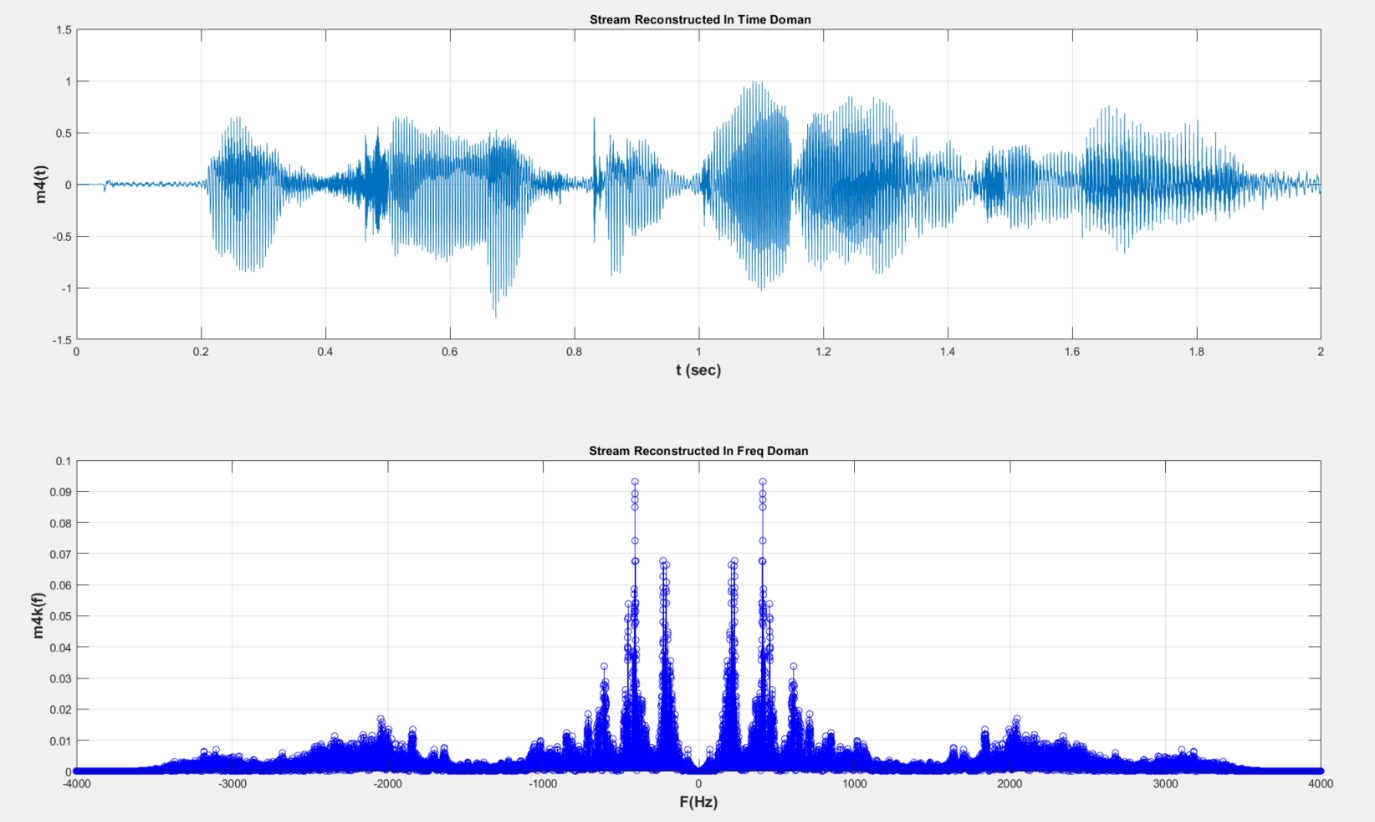 Stream Reconstructed In Time Doman
1.5
1
0.5
0
-0.5
-1
-1.5
m4(t)
0 0.2 0.4 0.6 0.8 1 1.2 1.4 1.6 1.8 2
t (sec)
Stream Reconstructed In Freq Doman
0.1
0.09
0.08
0.07
0.06
0.05
0.04
0.03
0.02
0.01
0
m4k(f)
-4000 -3000 -2000 -1000 0 1000 2000 3000 4000
F(Hz)